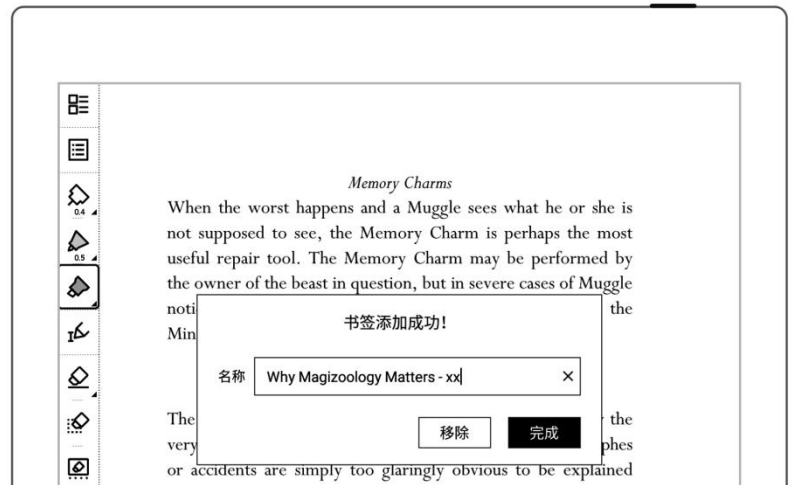 Memory Charms
When the worst happens and a Muggle sees what he or she is
not supposed to see, the Memory Charm is perhaps the most
useful repair tool. The Memory Charm may be performed by
the owner of the beast in question, but in severe cases of Muggle
noti
the
Min
书签添加成功!
名称 Why Magizoology Matters - xx
移除 完成
The
the
very
phes
or accidents are simply too glaringly obvious to be explained
0.4
0.5